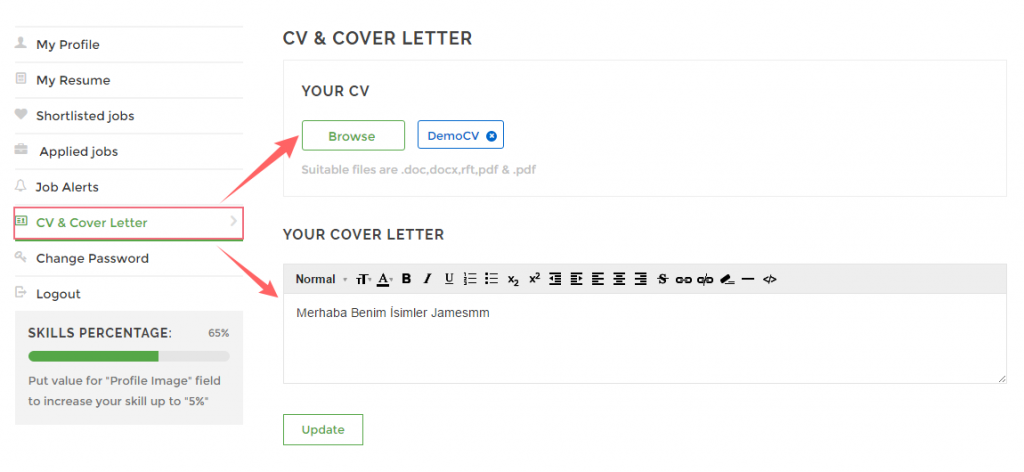 My Profile
My Resume
Shortlisted jobs
Applied jobs
Job Alerts
CV & Cover Letter
Change Password
Logout
SKILLS PERCENTAGE: 65%
Put value for "Profile Image" field
to increase your skill up to "5%"
CV & COVER LETTER
YOUR CV
Browse DemoCV
Suitable files are .doc,docx,rft,pdf & .pdf
YOUR COVER LETTER
Normal
Merhaba Benim İsimler Jamesmm
Update